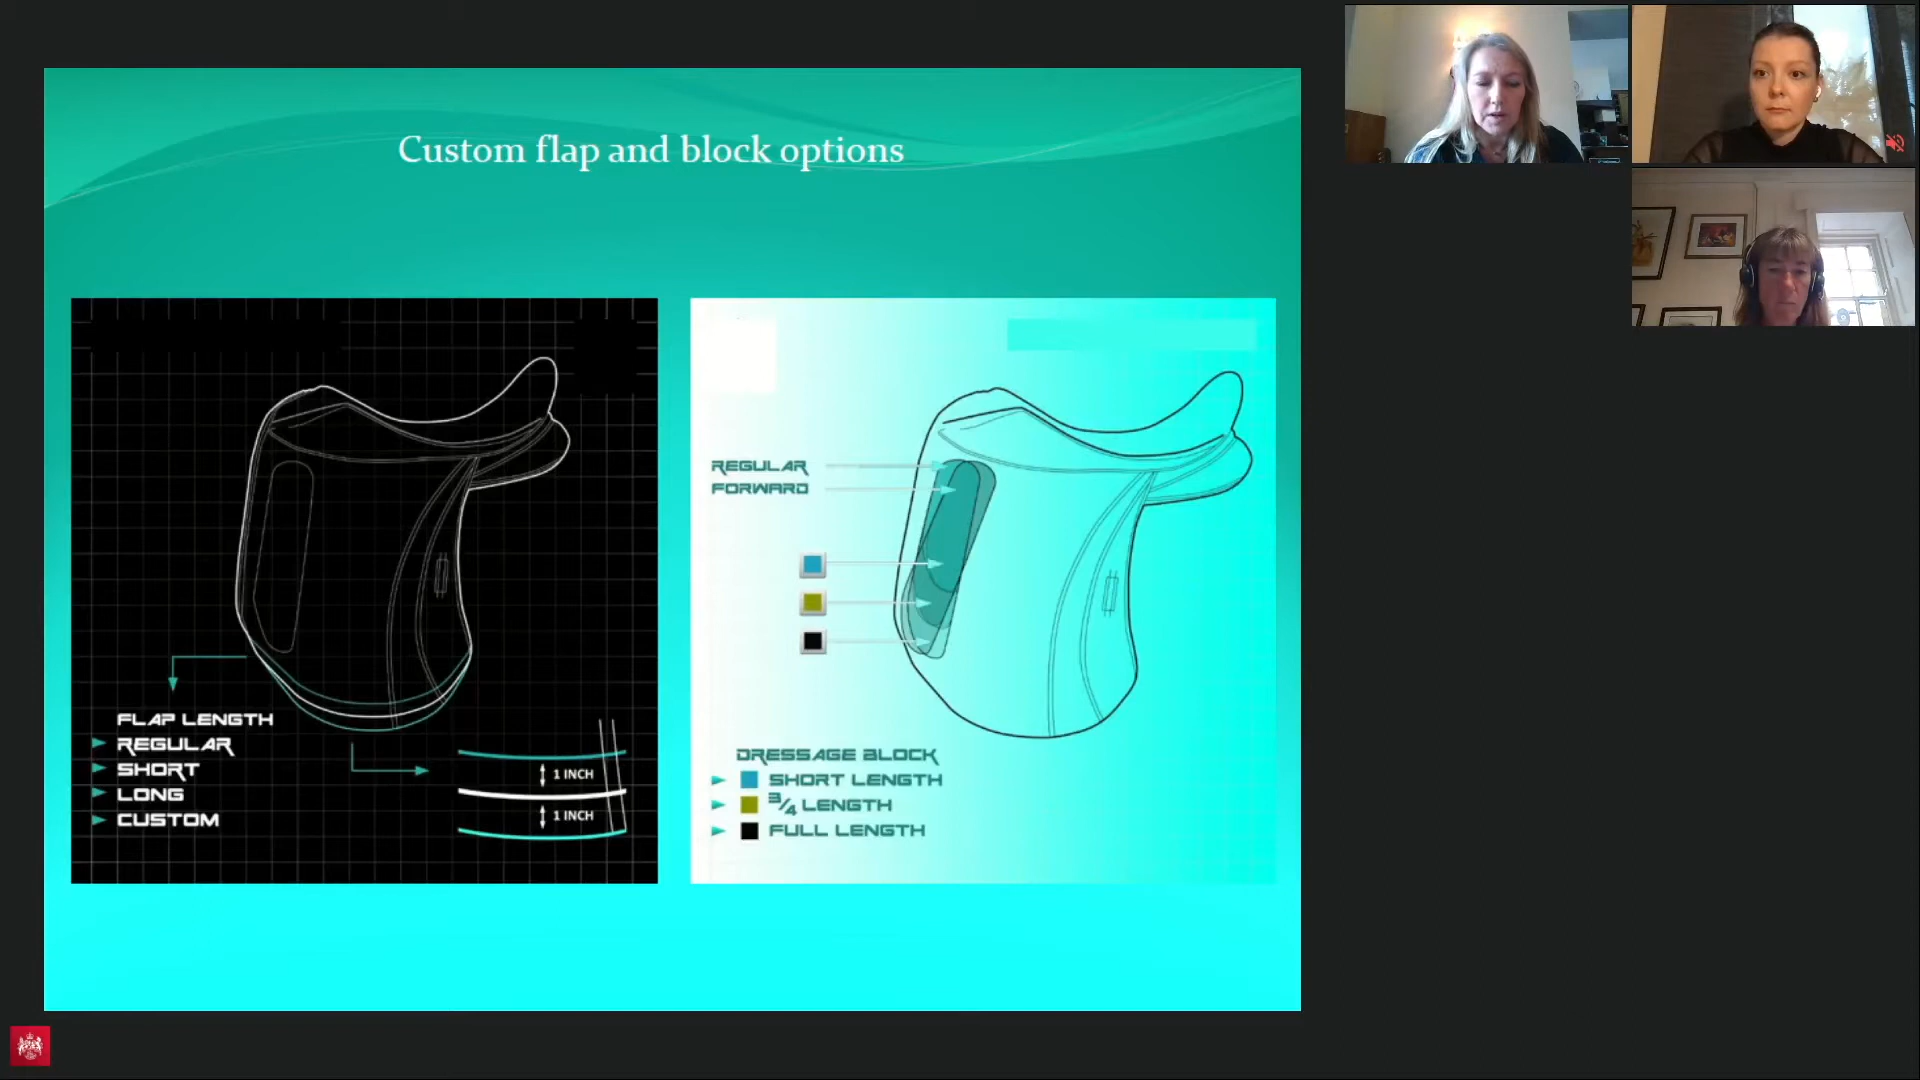 Custom flap and block options
FLAP LENGTH
REGULAR
SHORT
LONG
CUSTOM
1 INCH
1 INCH
REGULAR
FORWARD
DRESSAGE BLOCK
SHORT LENGTH
3/4 LENGTH
FULL LENGTH